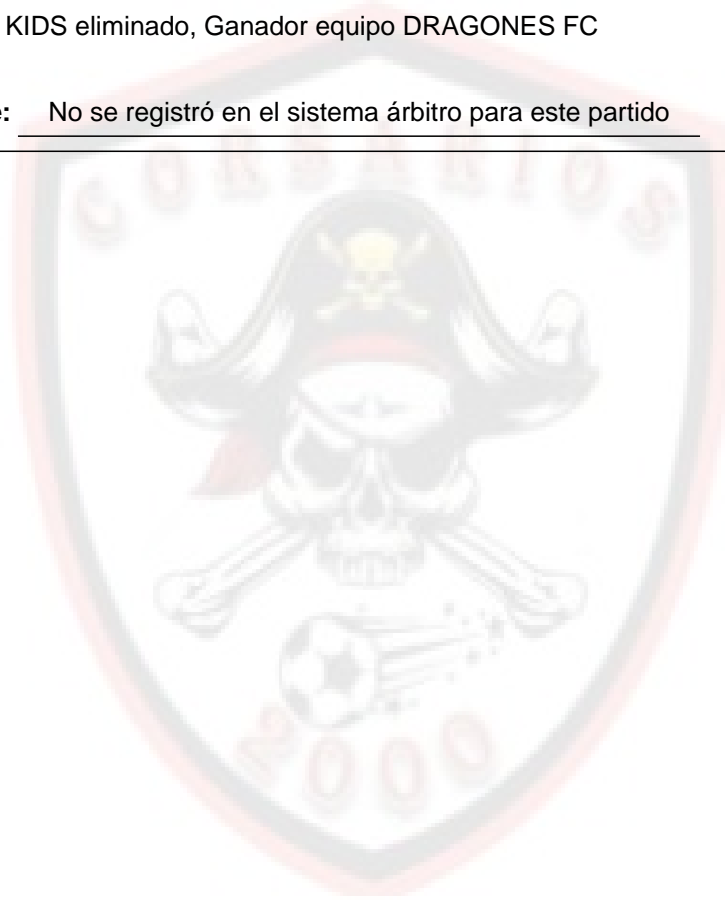 KIDS eliminado, Ganador equipo DRAGONES FC
: No se registró en el sistema árbitro para este partido
CORSARIOS
2000